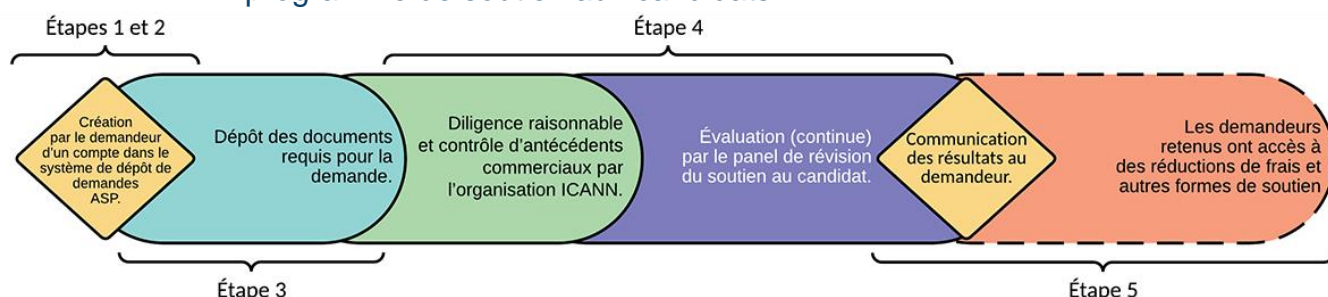 Étapes 1 et 2
Étape 4
Création
par le demandeur
d'un compte dans le
système de dépôt de
demandes
ASP.
Dépôt des documents
requis pour la
demande.
Diligence raisonnable
et contrôle d'antécédents
commerciaux par
l'organisation ICANN.
Évaluation (continue)
par le panel de révision
du soutien au candidat.
Communication
des résultats au
demandeur.
Les demandeurs
retenus ont accès à
des réductions de frais et
autres formes de soutien
Étape 3
Étape 5